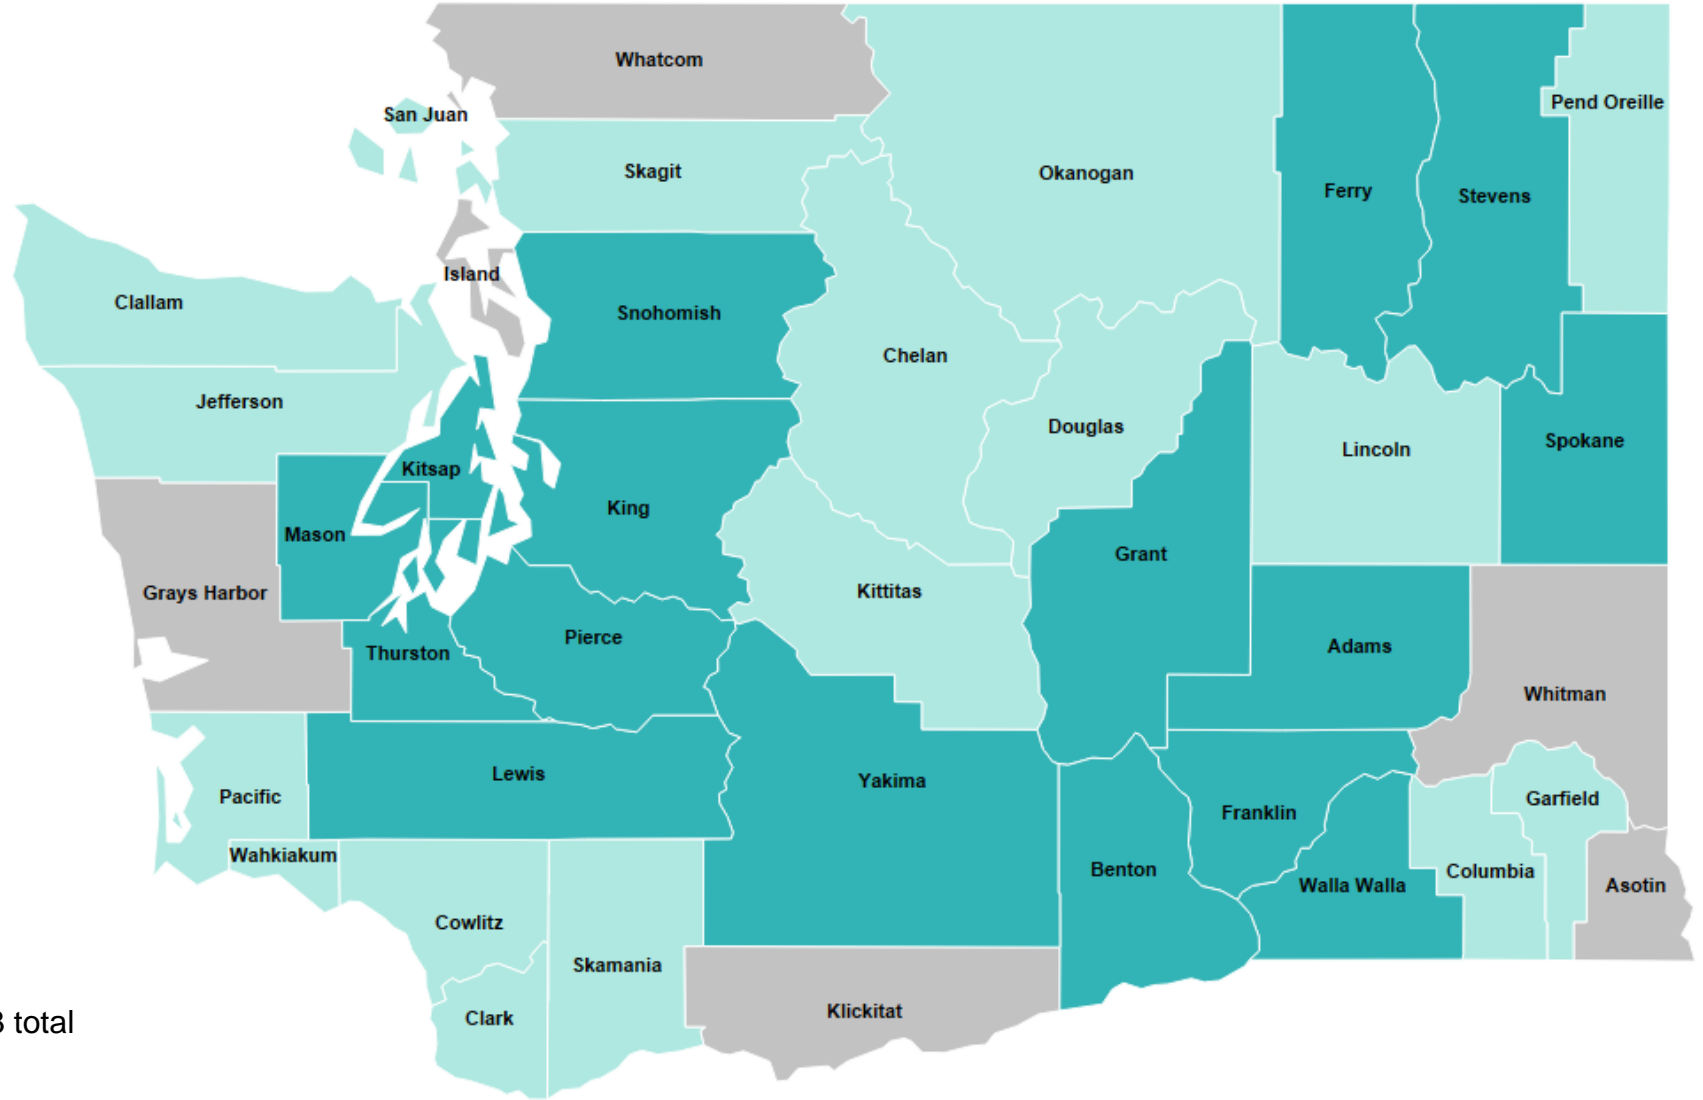 Whatcom
San Juan
Pend Oreille
Skagit
Okanogan
Ferry
Stevens
Island
Clallam
Snohomish
Chelan
Jefferson
Douglas
Spokane
Lincoln
Kitsap
King
Mason
Grant
Kittitas
Grays Harbor
Pierce
Adams
Thurston
Whitman
Lewis
Yakima
Pacific
Garfield
Franklin
Wahkiakum
Benton
Columbia
Walla Walla
Asotin
Cowlitz
Skamania
Klickitat
Clark
total